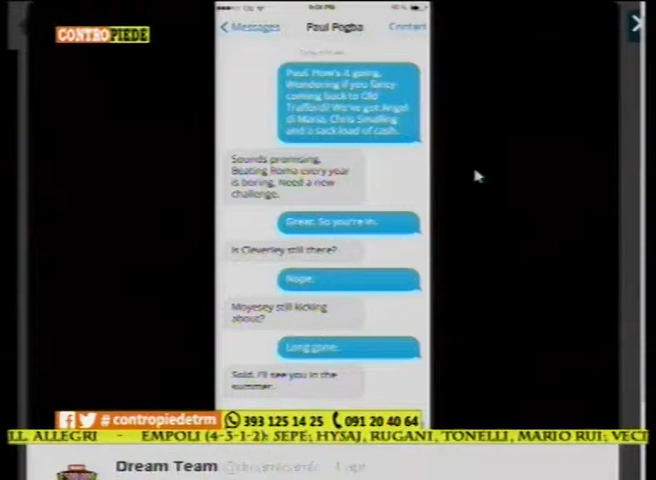 CONTROPIEDE
Messages
Paul Pogba
Contact
Paul. How's it going.
Wondering if you fancy
coming back to Old
Trafford? We've got Angel
di Maria, Chris Smalling
and a sack load of cash.
Sounds promising.
Beating Roma every year
is boring. Need a new
challenge.
Great. So you're in.
Is Cleverley still there?
Nope.
Moyesey still kicking
about?
Long gone.
Sold. I'll see you in the
summer.
# contropiedetrm 393 125 14 25 091 20 40 64
LL. ALLEGRI - EMPOLI (4-3-1-2): SEPE; HYSAJ, RUGANI, TONELLI, MARIO RUI; VECI
Dream Team